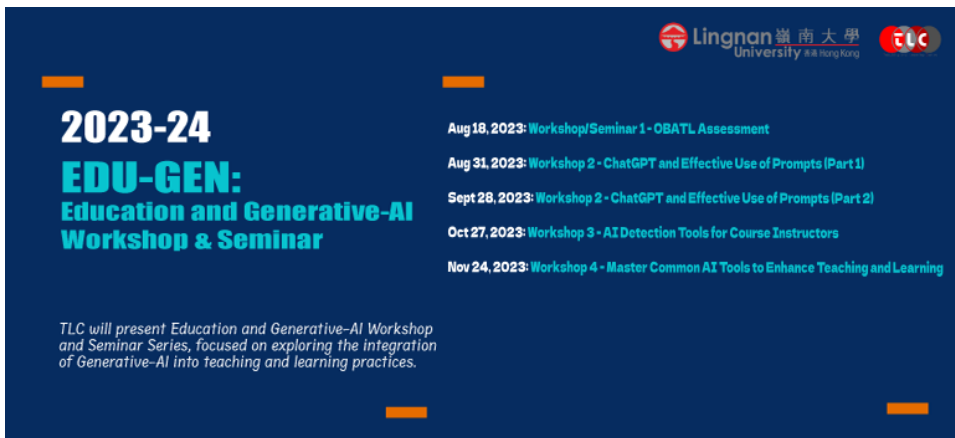 Lingnan 嶺南大學
University 香港 Hong Kong
TLC
2023-24
EDU-GEN:
Education and Generative-AI
Workshop & Seminar
TLC will present Education and Generative-AI Workshop
and Seminar Series, focused on exploring the integration
of Generative-AI into teaching and learning practices.
Aug 18, 2023: Workshop/Seminar 1 - OBATL Assessment
Aug 31, 2023: Workshop 2 - ChatGPT and Effective Use of Prompts (Part 1)
Sept 28, 2023: Workshop 2 - ChatGPT and Effective Use of Prompts (Part 2)
Oct 27, 2023: Workshop 3 - AI Detection Tools for Course Instructors
Nov 24, 2023: Workshop 4 - Master Common AI Tools to Enhance Teaching and Learning